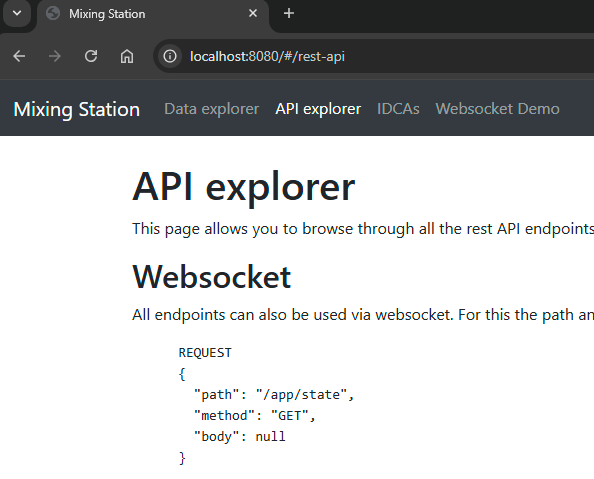 Mixing Station
localhost:8080/#/rest-api
Mixing Station Data explorer API explorer IDCAs Websocket Demo
API explorer
This page allows you to browse through all the rest API endpoints
Websocket
All endpoints can also be used via websocket. For this the path an
REQUEST
{
"path": "/app/state",
"method": "GET",
"body": null
}